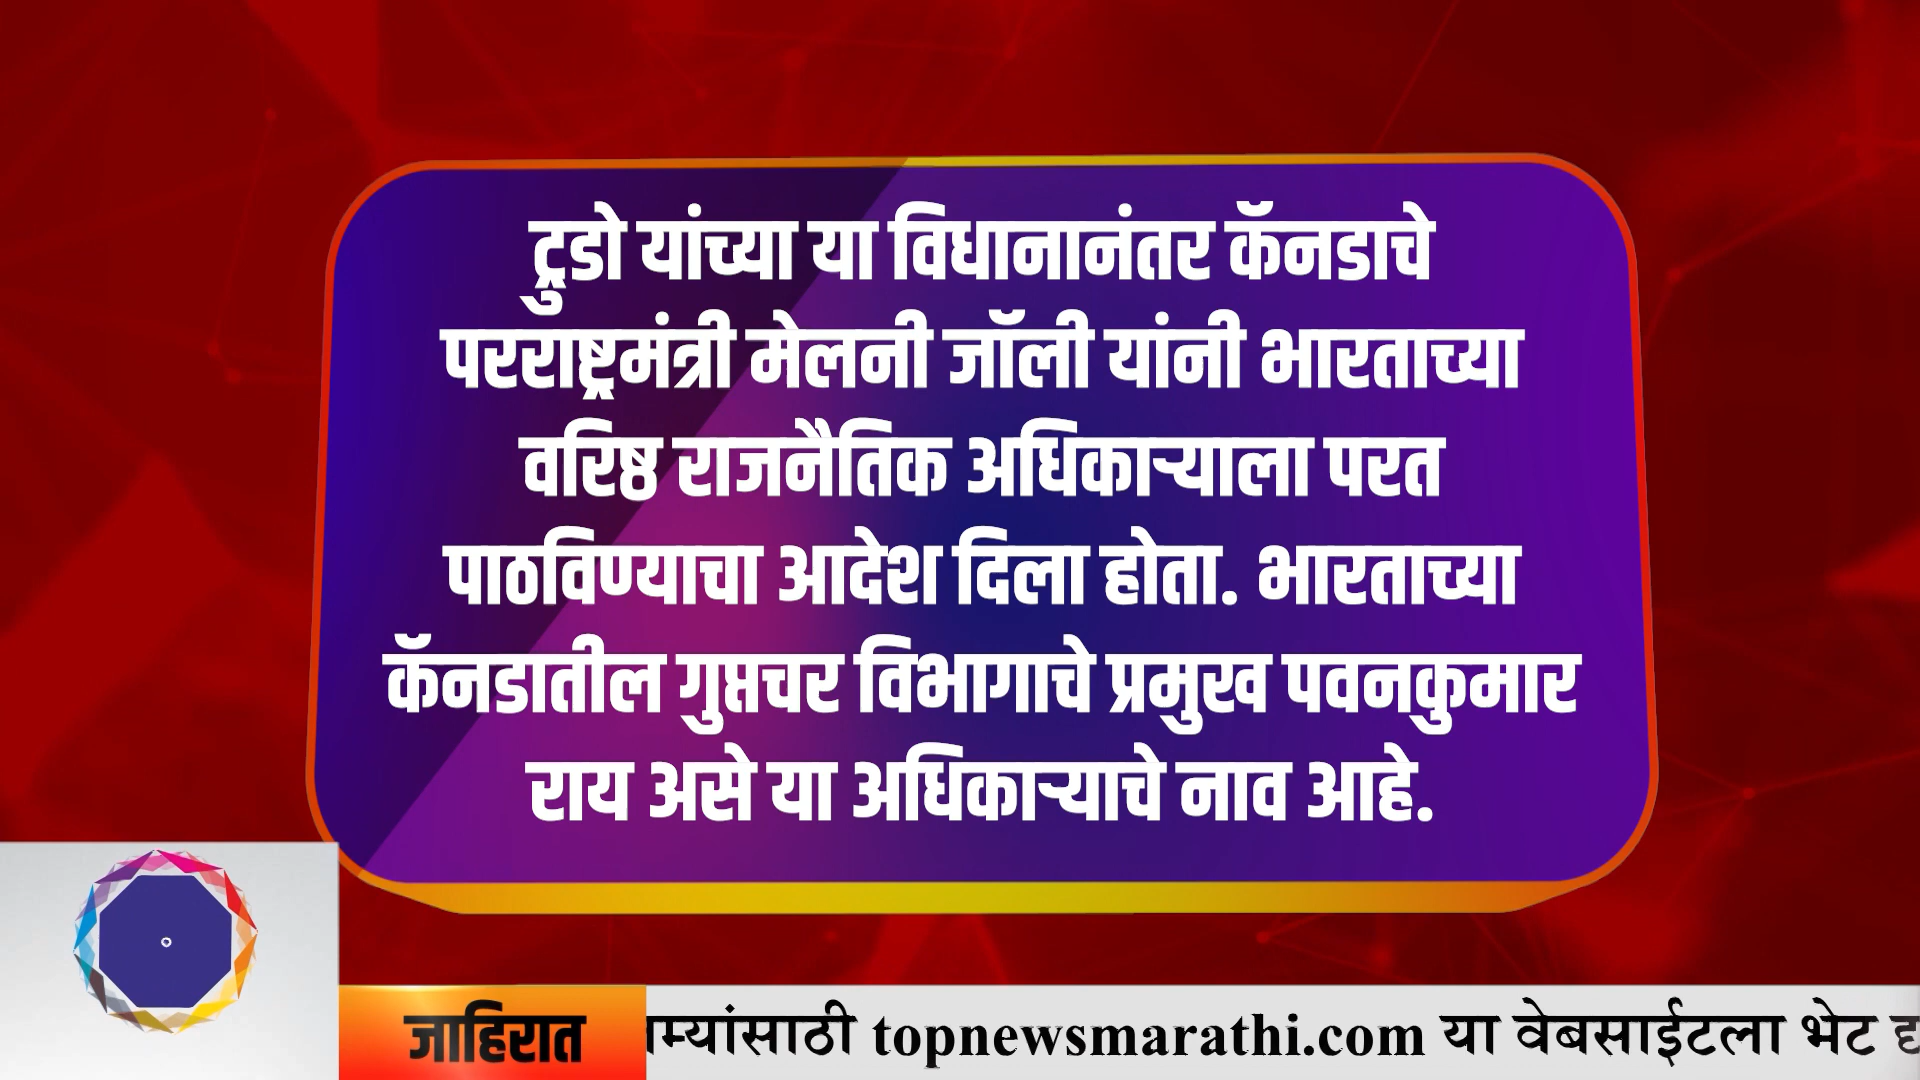 ट्रुडो यांच्या या विधानानंतर कॅनडाचे
परराष्ट्रमंत्री मेलनी जॉली यांनी भारताच्या
वरिष्ठ राजनैतिक अधिकाऱ्याला परत
पाठविण्याचा आदेश दिला होता. भारताच्या
कॅनडातील गुप्तचर विभागाचे प्रमुख पवनकुमार
राय असे या अधिकाऱ्याचे नाव आहे.
जाहिरात
topnewsmarathi.com या वेबसाईटला भेट